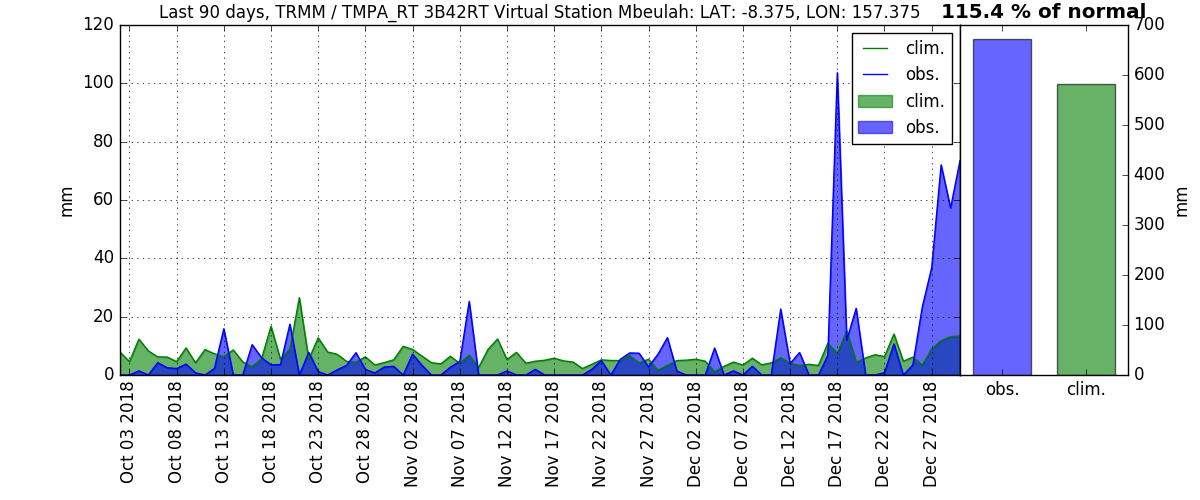 Last 90 days, TRMM / TMPA_RT 3B42RT Virtual Station Mbeulah: LAT: -8.375, LON: 157.375
115.4 % of normal
120
100
80
60
40
20
0
mm
clim.
obs.
clim.
obs.
700
600
500
400
300
200
100
0
mm
Oct 03 2018
Oct 08 2018
Oct 13 2018
Oct 18 2018
Oct 23 2018
Oct 28 2018
Nov 02 2018
Nov 07 2018
Nov 12 2018
Nov 17 2018
Nov 22 2018
Nov 27 2018
Dec 02 2018
Dec 07 2018
Dec 12 2018
Dec 17 2018
Dec 22 2018
Dec 27 2018
obs.
clim.